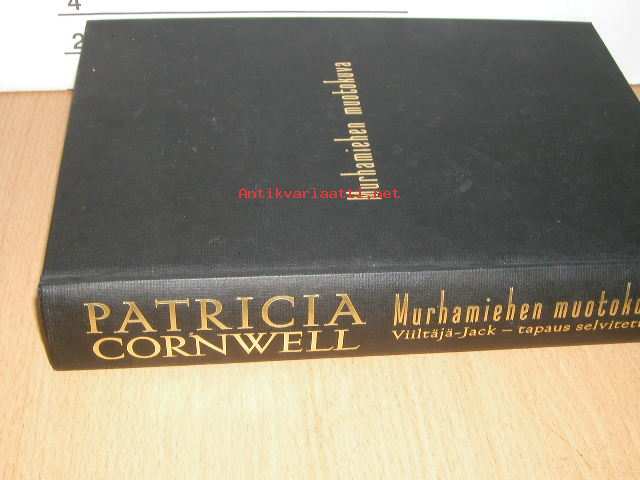 4
2
Murhamiehen muotokuva
Antikvariaatti.net
PATRICIA
CORNWELL
Murhamiehen muotoku
Viiltäjä-Jack – tapaus selvitett